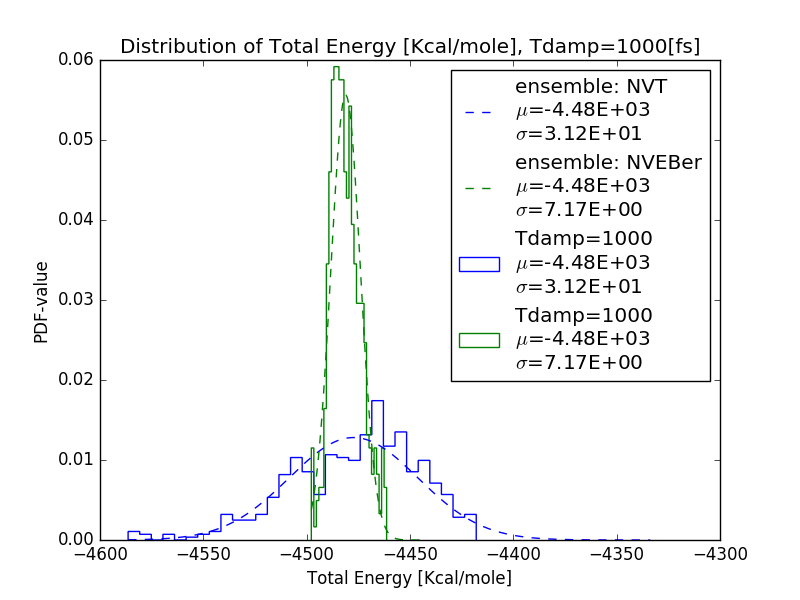 Distribution of Total Energy [Kcal/mole], Tdamp=1000[fs]
0.06
0.05
0.04
0.03
0.02
0.01
0.00
PDF-value
ensemble: NVT
μ=-4.48E+03
σ=3.12E+01
ensemble: NVEBer
μ=-4.48E+03
σ=7.17E+00
Tdamp=1000
μ=-4.48E+03
σ=3.12E+01
Tdamp=1000
μ=-4.48E+03
σ=7.17E+00
−4600 −4550 −4500 −4450 −4400 −4350 −4300
Total Energy [Kcal/mole]